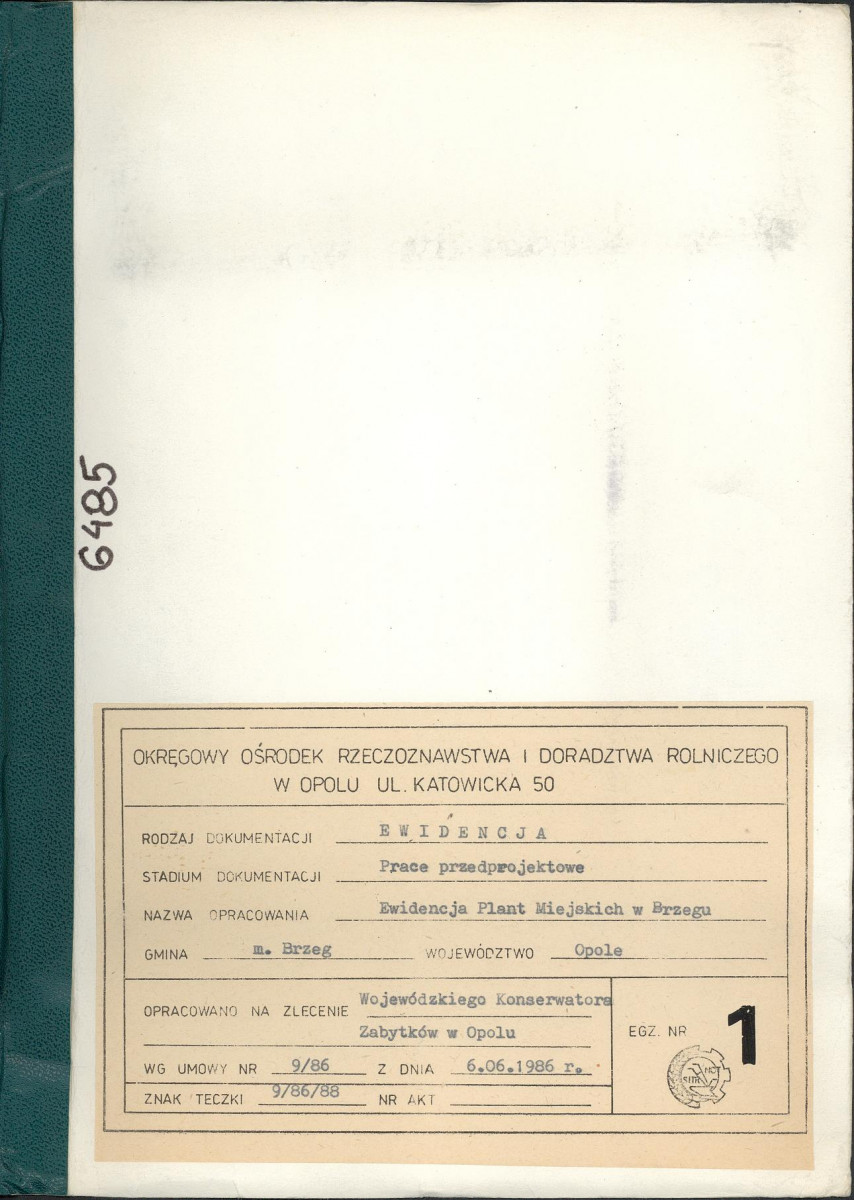 6485
OKRĘGOWY OŚRODEK RZECZOZNAWSTWA I DORADZTWA ROLNICZEGO
W OPOLU UL. KATOWICKA 50
RODZAJ DOKUMENTACJI EWIDENCJA
STADIUM DOKUMENTACJI Prace przedprojektowe
NAZWA OPRACOWANIA Ewidencja Plant Miejskich w Brzegu
GMINA m. Brzeg WOJEWÓDZTWO Opole
OPRACOWANO NA ZLECENIE Wojewódzkiego Konserwatora
Zabytków w Opolu
WG UMOWY NR 9/86 Z DNIA 6.06.1986 r.
ZNAK TECZKI 9/86/88 NR AKT
EGZ. NR 1